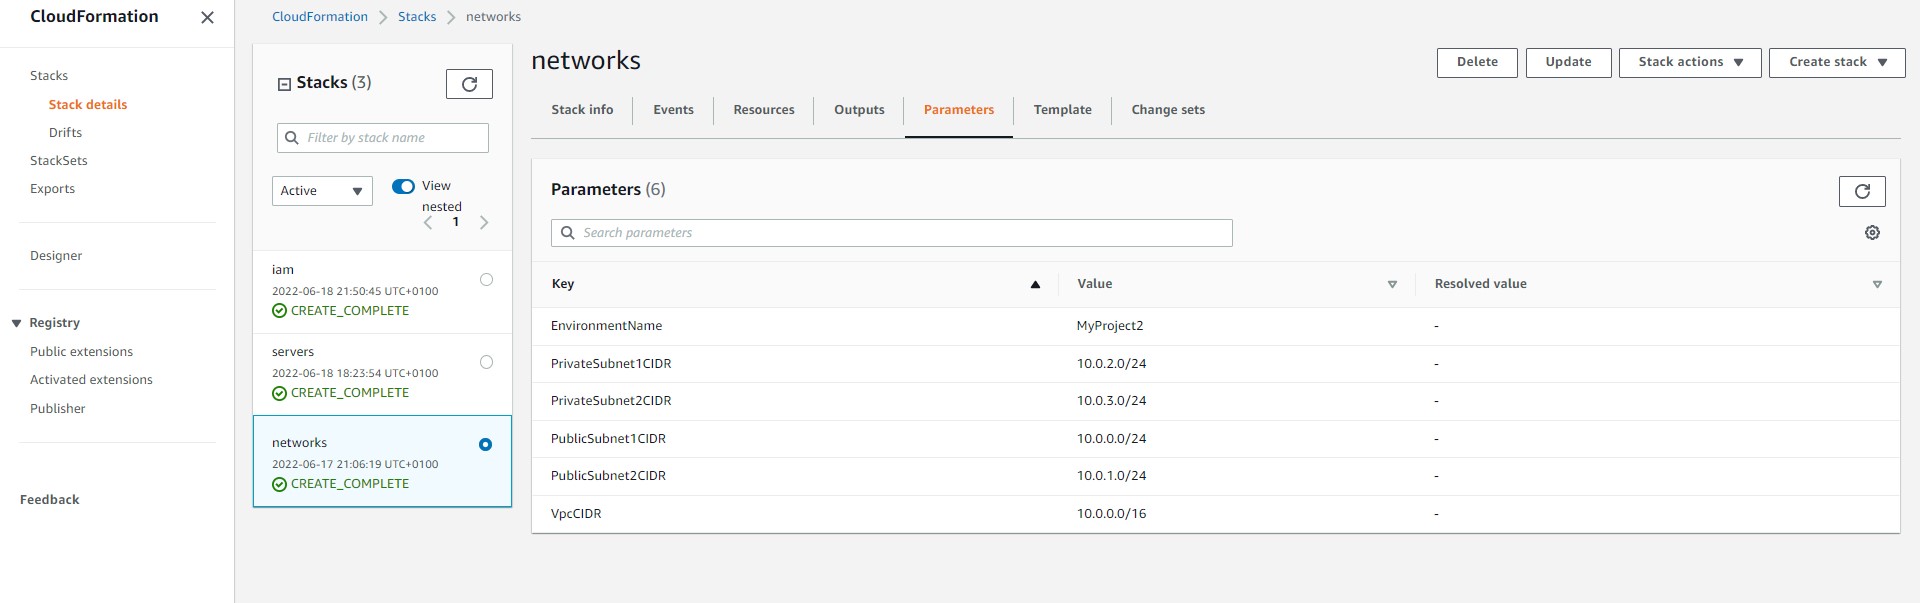 CloudFormation
Stacks
Stack details
Drifts
StackSets
Exports
Designer
Registry
Public extensions
Activated extensions
Publisher
Feedback
CloudFormation > Stacks > networks
Stacks (3)
Filter by stack name
Active
View nested
1
iam
2022-06-18 21:50:45 UTC+0100
CREATE_COMPLETE
servers
2022-06-18 18:23:54 UTC+0100
CREATE_COMPLETE
networks
2022-06-17 21:06:19 UTC+0100
CREATE_COMPLETE
networks
Delete Update Stack actions Create stack
Stack info Events Resources Outputs Parameters Template Change sets
Parameters (6)
Search parameters
Key Value Resolved value
EnvironmentName MyProject2 -
PrivateSubnet1CIDR 10.0.2.0/24 -
PrivateSubnet2CIDR 10.0.3.0/24 -
PublicSubnet1CIDR 10.0.0.0/24 -
PublicSubnet2CIDR 10.0.1.0/24 -
VpcCIDR 10.0.0.0/16 -